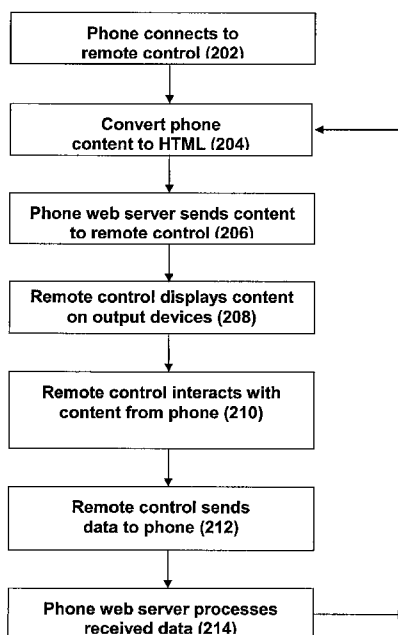 Phone connects to
remote control (202)
Convert phone
content to HTML (204)
Phone web server sends content
to remote control (206)
Remote control displays content
on output devices (208)
Remote control interacts with
content from phone (210)
Remote control sends
data to phone (212)
Phone web server processes
received data (214)